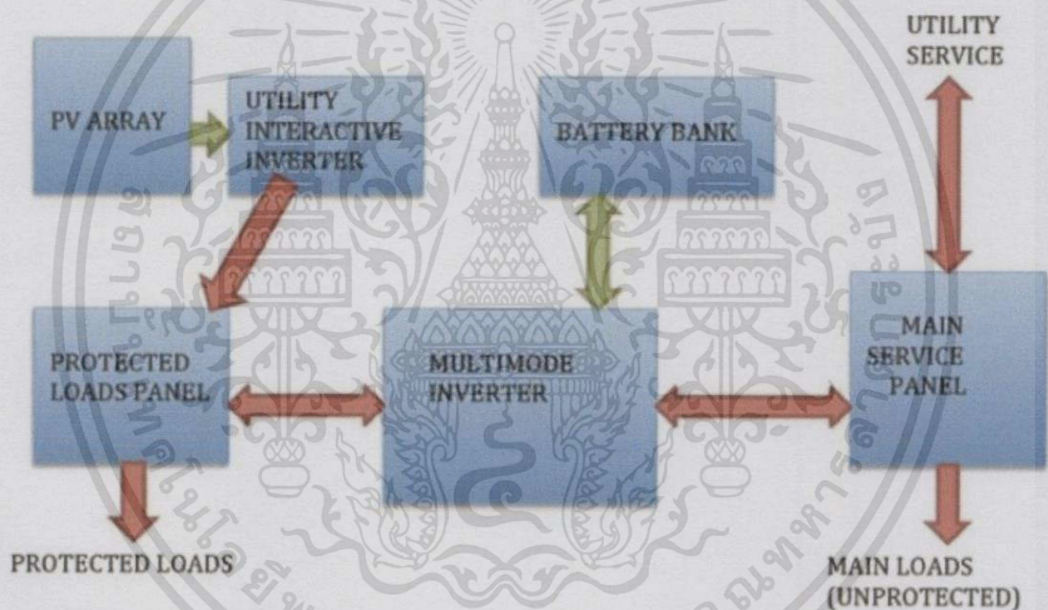 UTILITY
SERVICE
PV ARRAY
UTILITY
INTERACTIVE
INVERTER
BATTERY BANK
PROTECTED
LOADS PANEL
MULTIMODE
INVERTER
MAIN
SERVICE
PANEL
PROTECTED LOADS
MAIN LOADS
(UNPROTECTED)